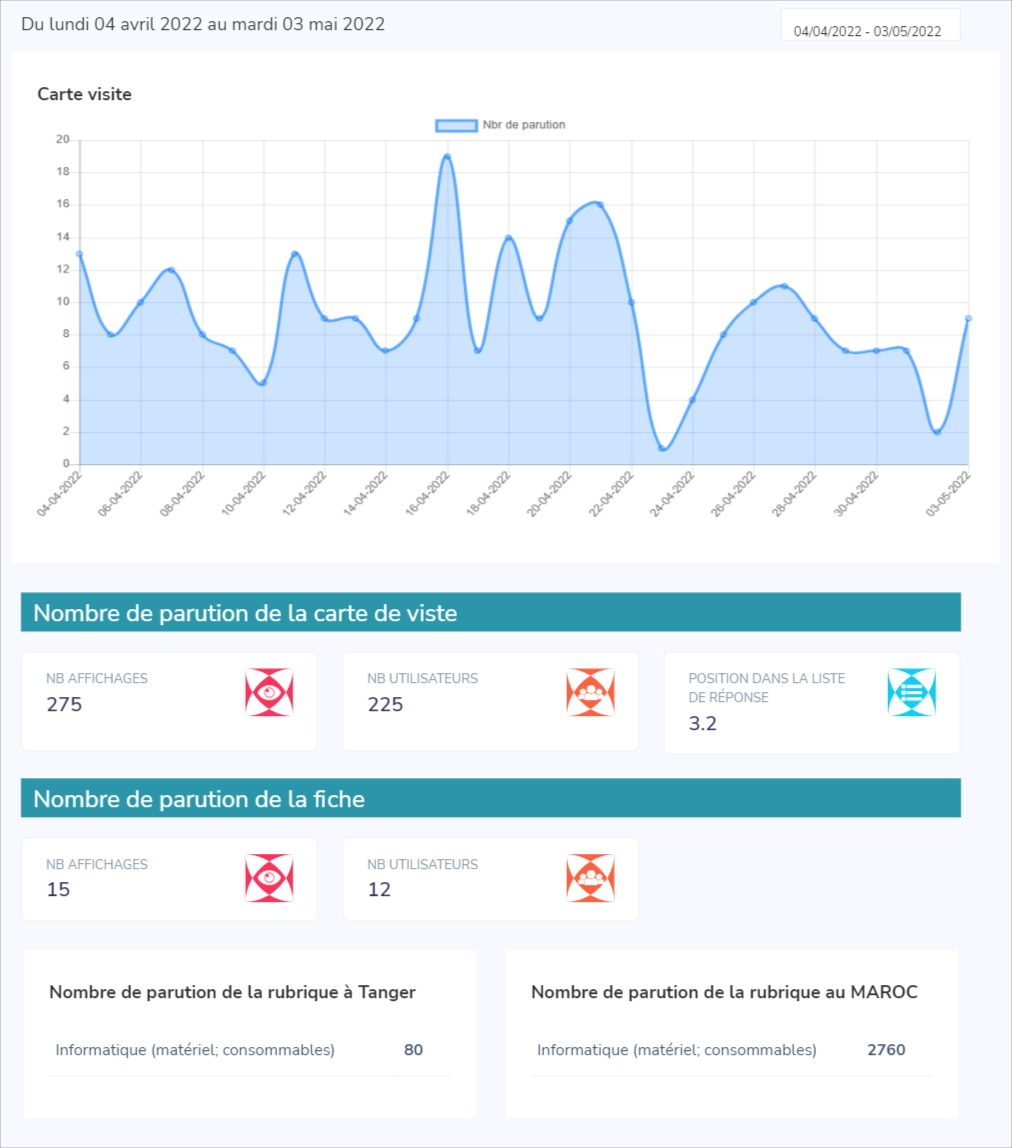 Du lundi 04 avril 2022 au mardi 03 mai 2022
04/04/2022 - 03/05/2022
Carte visite
Nbr de parution
20
18
16
14
12
10
8
6
4
2
0
04-04-2022
06-04-2022
08-04-2022
10-04-2022
12-04-2022
14-04-2022
16-04-2022
18-04-2022
20-04-2022
22-04-2022
24-04-2022
26-04-2022
28-04-2022
30-04-2022
03-05-2022
Nombre de parution de la carte de viste
NB AFFICHAGES
275
NB UTILISATEURS
225
POSITION DANS LA LISTE
DE RÉPONSE
3.2
Nombre de parution de la fiche
NB AFFICHAGES
15
NB UTILISATEURS
12
Nombre de parution de la rubrique à Tanger
Informatique (matériel; consommables) 80
Nombre de parution de la rubrique au MAROC
Informatique (matériel; consommables) 2760